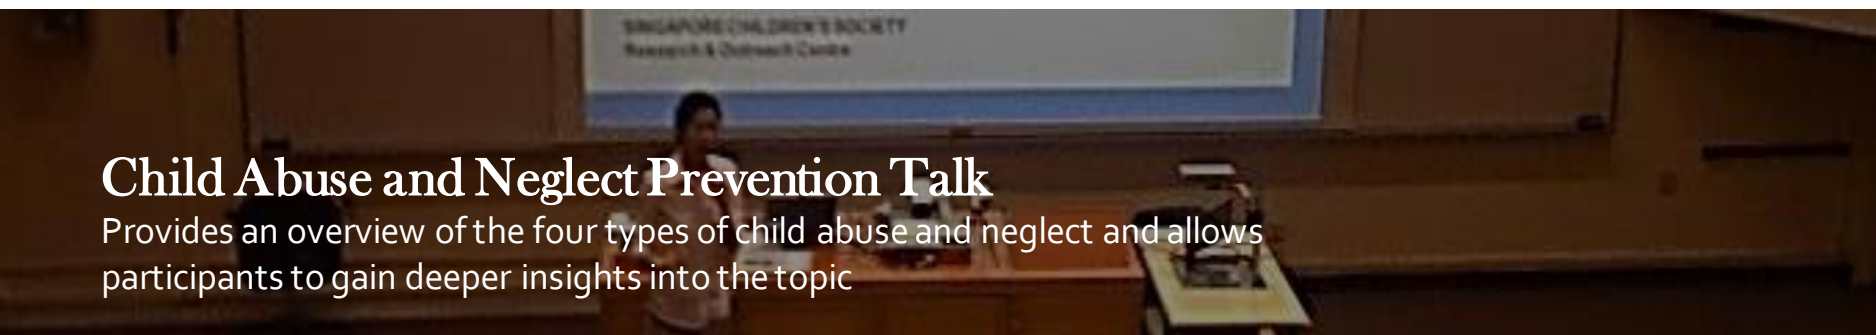 SINGAPORE CHILDREN'S SOCIETY
Research & Outreach Centre
Child Abuse and Neglect Prevention Talk
Provides an overview of the four types of child abuse and neglect and allows
participants to gain deeper insights into the topic